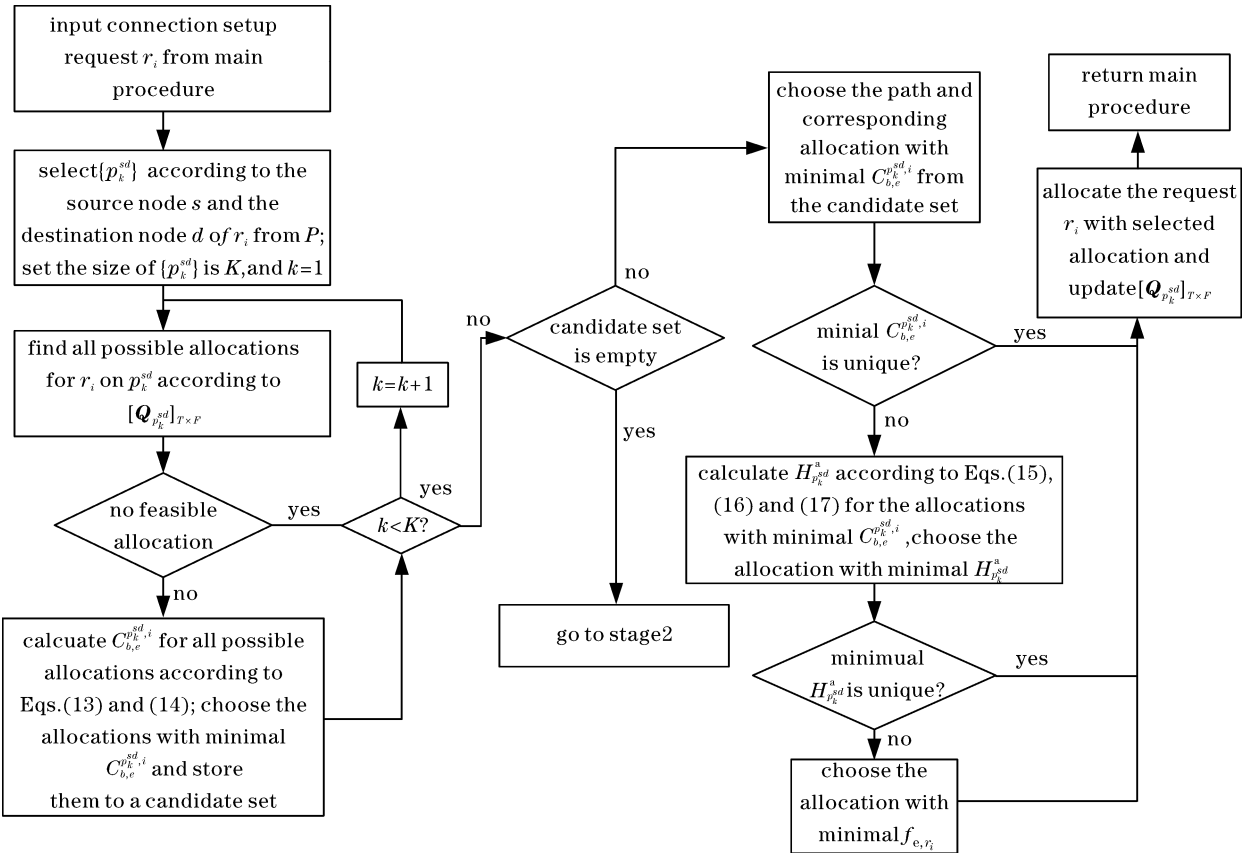 input connection setup
request r_i from main
procedure
select{p_k^{sd}} according to the
source node s and the
destination node d of r_i from P;
set the size of {p_k^{sd}} is K,and k=1
find all possible allocations
for r_i on p_k^{sd} according to
[Q_{p_k^{sd}}]_{T×F}
no feasible
allocation
yes
no
calcuate C_{b,e}^{p_k^{sd},i} for all possible
allocations according to
Eqs.(13) and (14); choose the
allocations with minimal
C_{b,e}^{p_k^{sd},i} and store
them to a candidate set
k=k+1
yes
k<K?
no
candidate set
is empty
no
yes
go to stage2
choose the path and
corresponding
allocation with
minimal C_{b,e}^{p_k^{sd},i} from
the candidate set
minial C_{b,e}^{p_k^{sd},i}
is unique?
yes
no
calculate H_{p_k^{sd}}^a according to Eqs.(15),
(16) and (17) for the allocations
with minimal C_{b,e}^{p_k^{sd},i} ,choose the
allocation with minimal H_{p_k^{sd}}^a
minimual
H_{p_k^{sd}}^a is unique?
yes
no
choose the
allocation with
minimal f_{e,r_i}
return main
procedure
allocate the request
r_i with selected
allocation and
update[Q_{p_k^{sd}}]_{T×F}